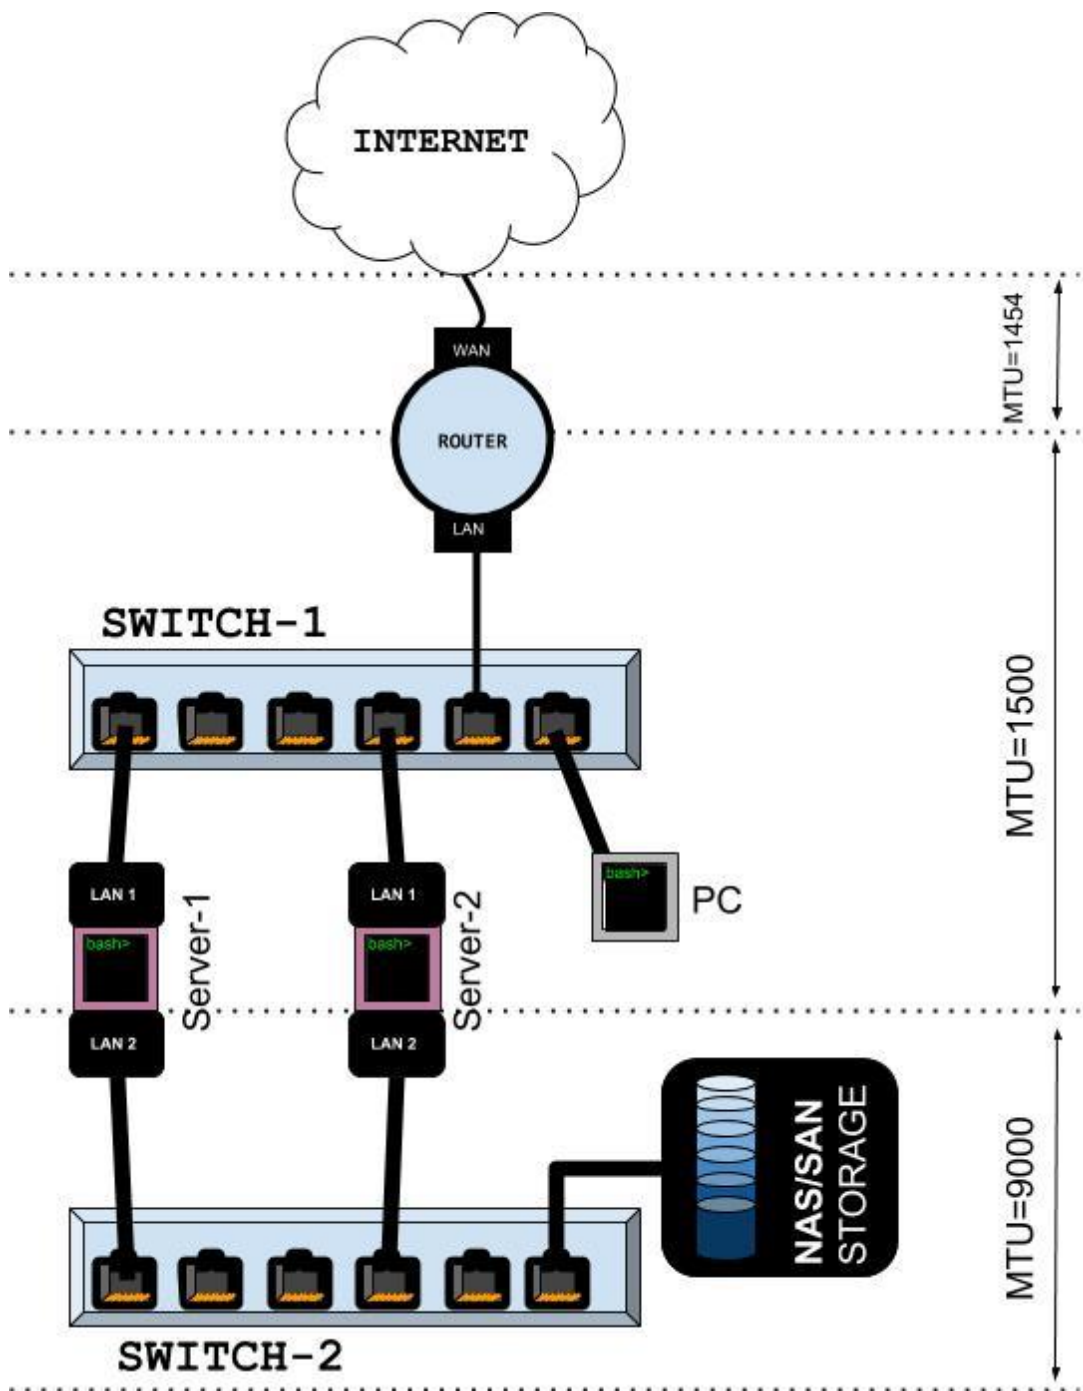 INTERNET
MTU=1454
WAN
ROUTER
LAN
SWITCH-1
MTU=1500
LAN 1
bash>
Server-1
LAN 2
LAN 1
bash>
Server-2
LAN 2
bash>
PC
NAS/SAN
STORAGE
MTU=9000
SWITCH-2